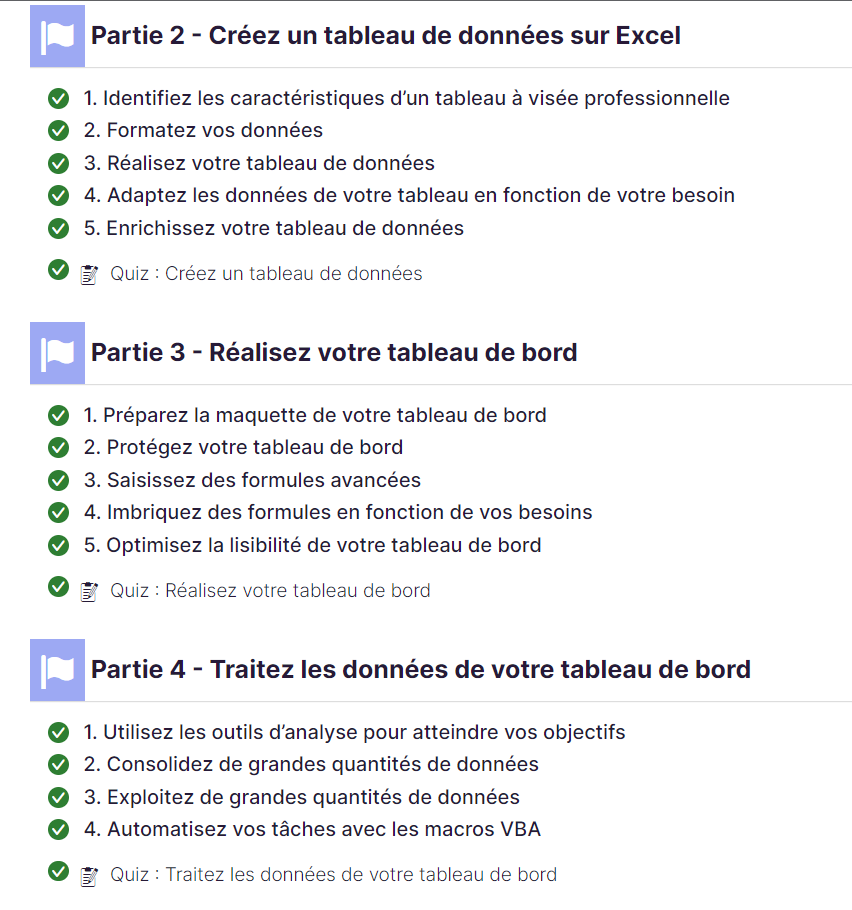 Partie 2 - Créez un tableau de données sur Excel
1. Identifiez les caractéristiques d’un tableau à visée professionnelle
2. Formatez vos données
3. Réalisez votre tableau de données
4. Adaptez les données de votre tableau en fonction de votre besoin
5. Enrichissez votre tableau de données
Quiz : Créez un tableau de données
Partie 3 - Réalisez votre tableau de bord
1. Préparez la maquette de votre tableau de bord
2. Protégez votre tableau de bord
3. Saisissez des formules avancées
4. Imbriquez des formules en fonction de vos besoins
5. Optimisez la lisibilité de votre tableau de bord
Quiz : Réalisez votre tableau de bord
Partie 4 - Traitez les données de votre tableau de bord
1. Utilisez les outils d’analyse pour atteindre vos objectifs
2. Consolidez de grandes quantités de données
3. Exploitez de grandes quantités de données
4. Automatisez vos tâches avec les macros VBA
Quiz : Traitez les données de votre tableau de bord